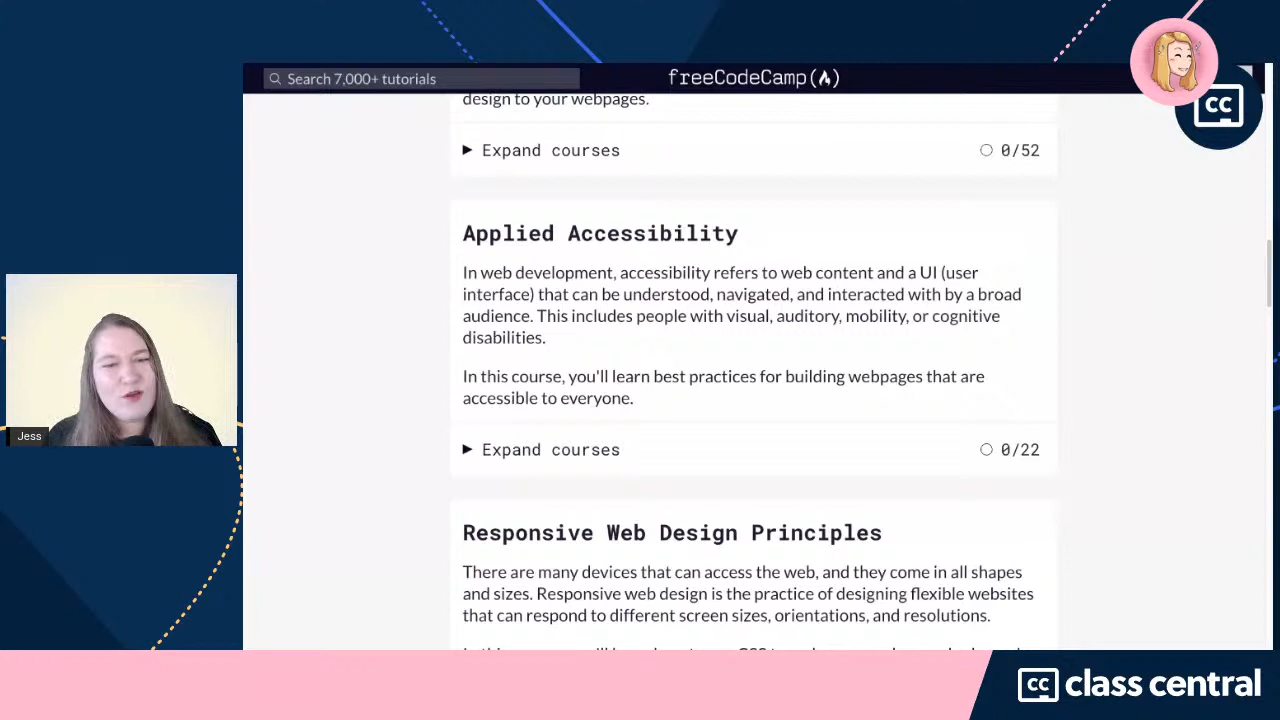 Search 7,000+ tutorials
freeCodeCamp
design to your webpages.
Expand courses
0/52
Applied Accessibility
In web development, accessibility refers to web content and a UI (user
interface) that can be understood, navigated, and interacted with by a broad
audience. This includes people with visual, auditory, mobility, or cognitive
disabilities.
In this course, you'll learn best practices for building webpages that are
accessible to everyone.
Expand courses
0/22
Responsive Web Design Principles
There are many devices that can access the web, and they come in all shapes
and sizes. Responsive web design is the practice of designing flexible websites
that can respond to different screen sizes, orientations, and resolutions.
Jess
CC
CC
class central